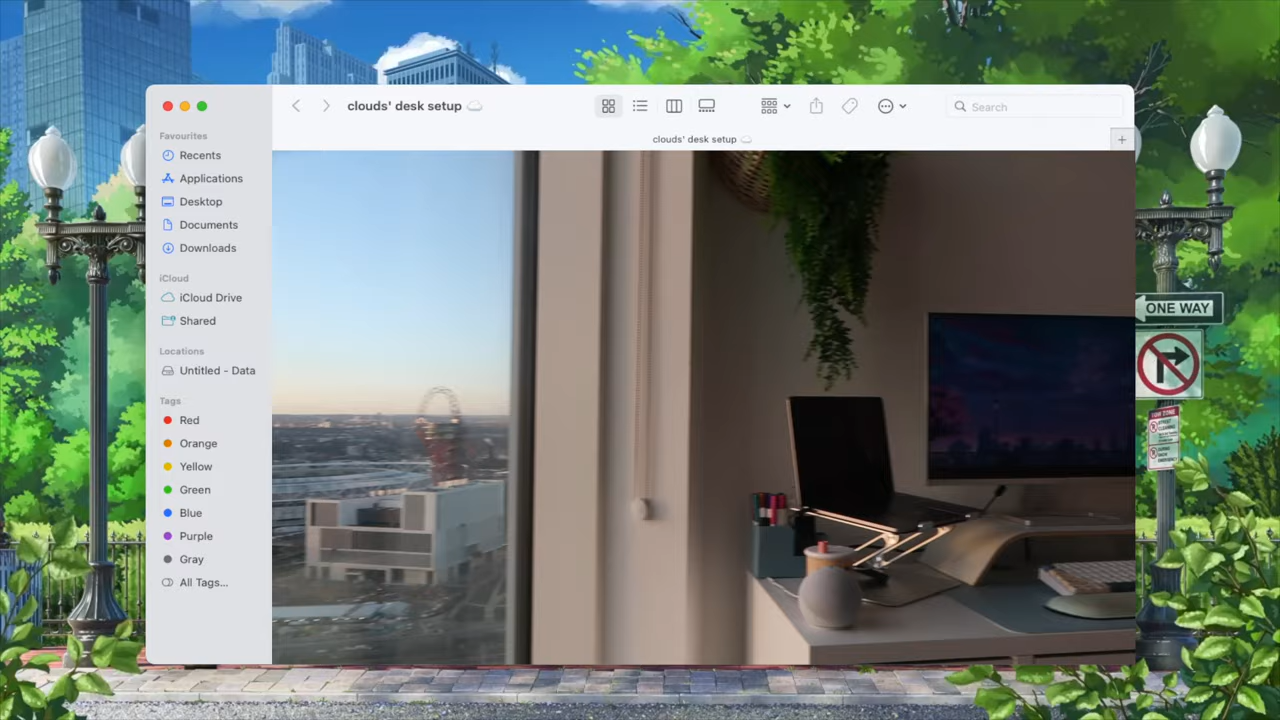 clouds' desk setup ☁️
Search
clouds' desk setup ☁️
Favourites
Recents
Applications
Desktop
Documents
Downloads
iCloud
iCloud Drive
Shared
Locations
Untitled - Data
Tags
Red
Orange
Yellow
Green
Blue
Purple
Gray
All Tags...
ONE WAY